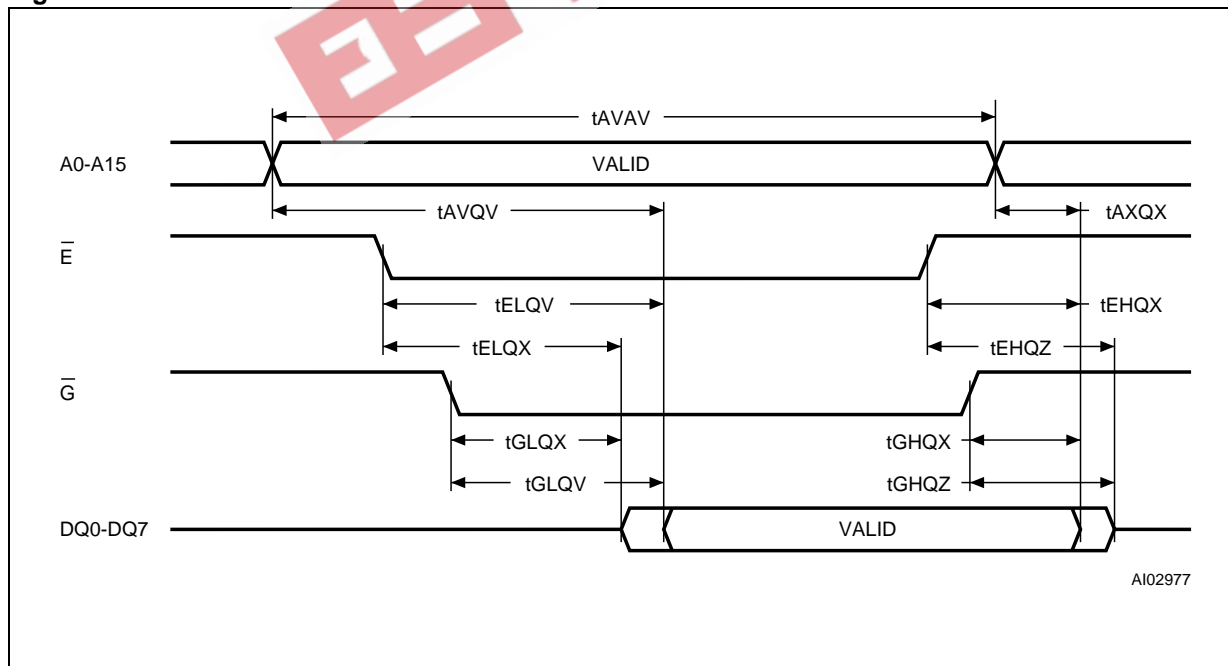 tAVAV
A0-A15 VALID
tAVQV tAXQX
E
tELQV tEHQX
tELQX tEHQZ
G
tGLQX tGHQX
tGLQV tGHQZ
DQ0-DQ7 VALID
AI02977